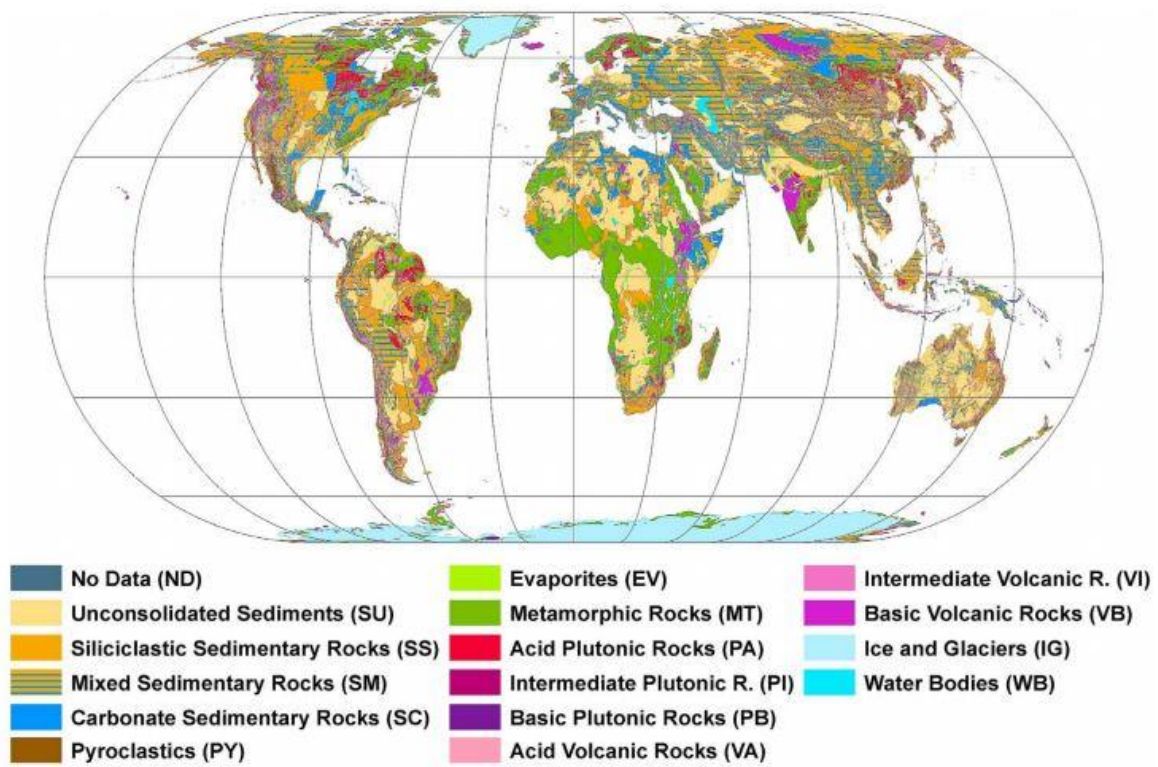 No Data (ND)
Unconsolidated Sediments (SU)
Siliciclastic Sedimentary Rocks (SS)
Mixed Sedimentary Rocks (SM)
Carbonate Sedimentary Rocks (SC)
Pyroclastics (PY)
Evaporites (EV)
Metamorphic Rocks (MT)
Acid Plutonic Rocks (PA)
Intermediate Plutonic R. (PI)
Basic Plutonic Rocks (PB)
Acid Volcanic Rocks (VA)
Intermediate Volcanic R. (VI)
Basic Volcanic Rocks (VB)
Ice and Glaciers (IG)
Water Bodies (WB)